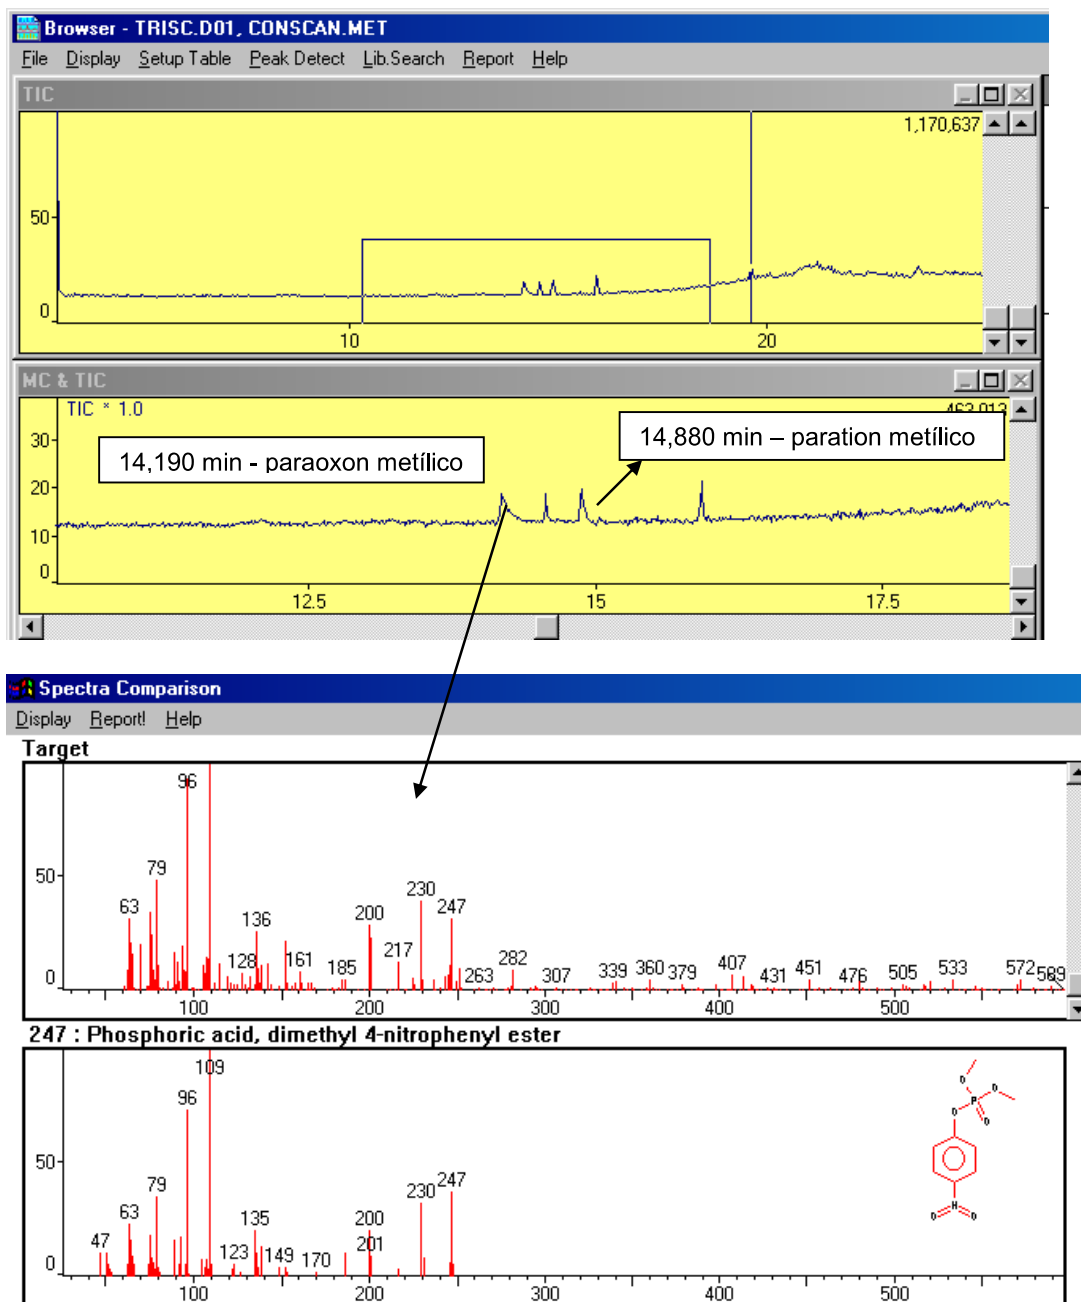 Browser - TRISC.D01, CONSCAN.MET
File Display Setup Table Peak Detect Lib.Search Report Help
TIC
1,170,637
50
0
10 20
MC & TIC
TIC * 1.0
463,013
30
20
10
0
14,190 min - paraoxon metílico
14,880 min – paration metílico
12.5 15 17.5
Spectra Comparison
Display Report! Help
Target
50
0
63 79 96 128 136 161 185 200 217 230 247 263 282 307 339 360 379 407 431 451 476 505 533 572 589
100 200 300 400 500
247 : Phosphoric acid, dimethyl 4-nitrophenyl ester
50
0
47 63 79 96 109 123 135 149 170 200 201 230 247
O O P O O
N
O O
100 200 300 400 500